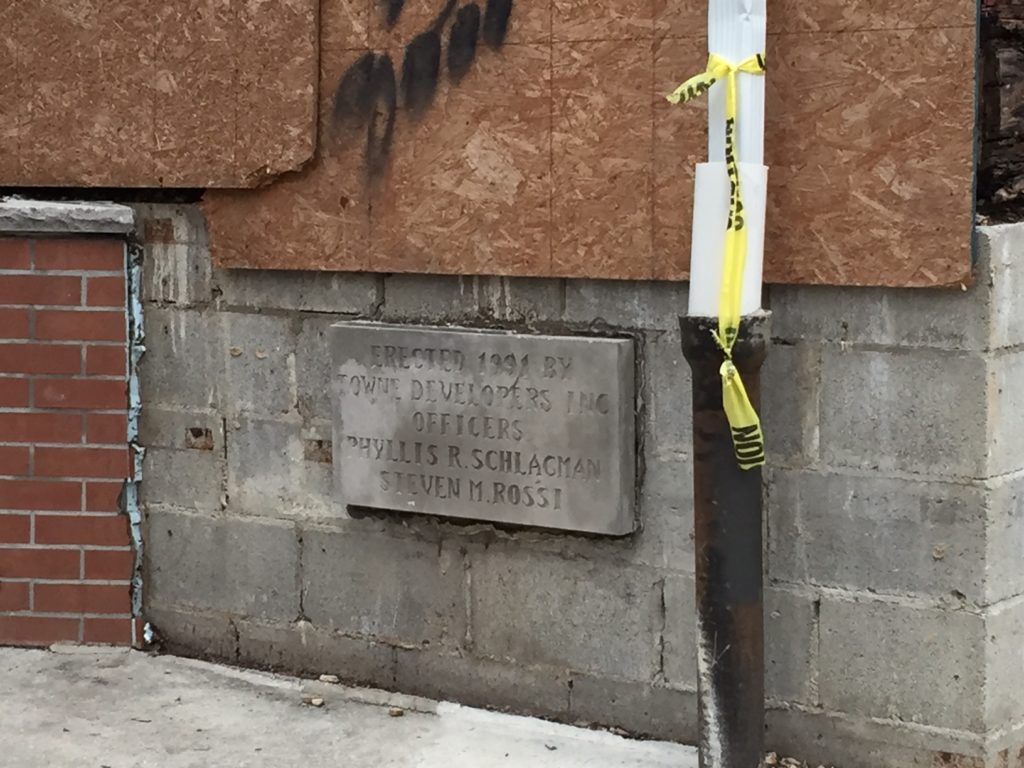 ERECTED 1991 BY
TOWNE DEVELOPERS INC
OFFICERS
PHYLLIS R. SCHLACMAN
STEVEN M. ROSSI